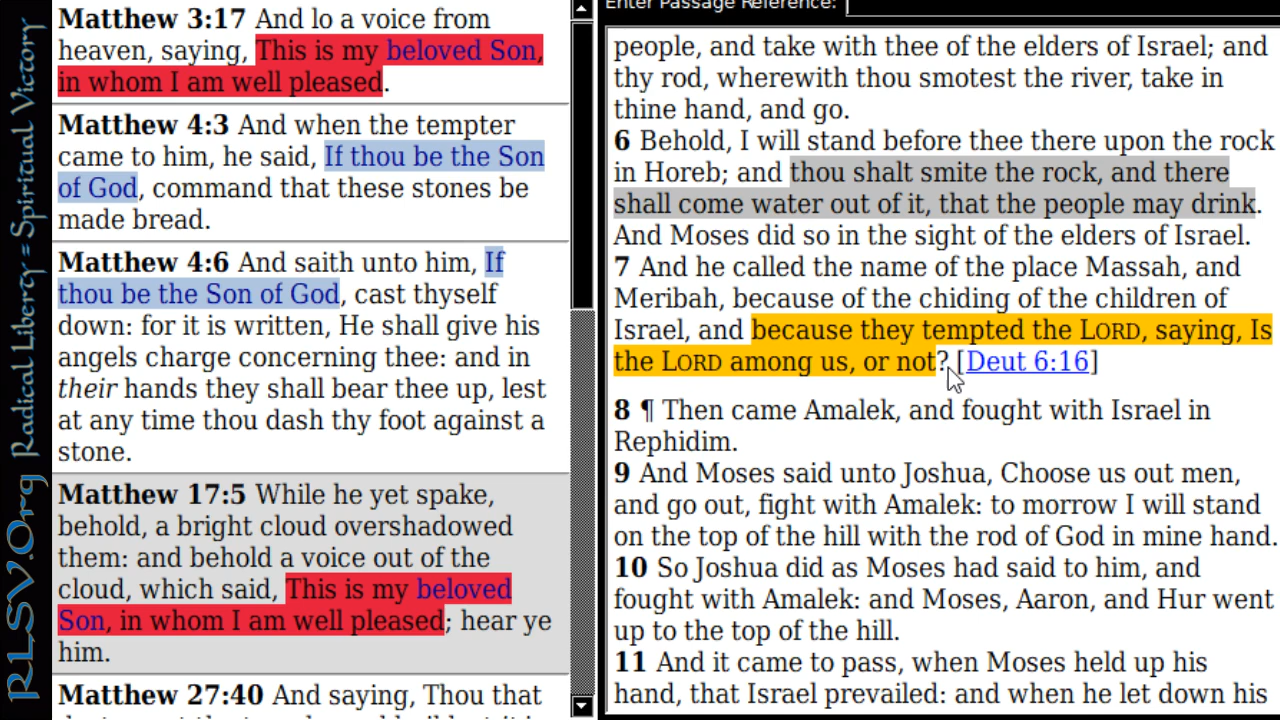 RLSV.Org Radical Liberty = Spiritual Victory
Matthew 3:17 And lo a voice from
heaven, saying, This is my beloved Son,
in whom I am well pleased.
Matthew 4:3 And when the tempter
came to him, he said, If thou be the Son
of God, command that these stones be
made bread.
Matthew 4:6 And saith unto him, If
thou be the Son of God, cast thyself
down: for it is written, He shall give his
angels charge concerning thee: and in
their hands they shall bear thee up, lest
at any time thou dash thy foot against a
stone.
Matthew 17:5 While he yet spake,
behold, a bright cloud overshadowed
them: and behold a voice out of the
cloud, which said, This is my beloved
Son, in whom I am well pleased; hear ye
him.
Matthew 27:40 And saying, Thou that
Enter Passage Reference:
people, and take with thee of the elders of Israel; and
thy rod, wherewith thou smotest the river, take in
thine hand, and go.
6 Behold, I will stand before thee there upon the rock
in Horeb; and thou shalt smite the rock, and there
shall come water out of it, that the people may drink.
And Moses did so in the sight of the elders of Israel.
7 And he called the name of the place Massah, and
Meribah, because of the chiding of the children of
Israel, and because they tempted the LORD, saying, Is
the LORD among us, or not? [Deut 6:16]
8 ¶ Then came Amalek, and fought with Israel in
Rephidim.
9 And Moses said unto Joshua, Choose us out men,
and go out, fight with Amalek: to morrow I will stand
on the top of the hill with the rod of God in mine hand.
10 So Joshua did as Moses had said to him, and
fought with Amalek: and Moses, Aaron, and Hur went
up to the top of the hill.
11 And it came to pass, when Moses held up his
hand, that Israel prevailed: and when he let down his